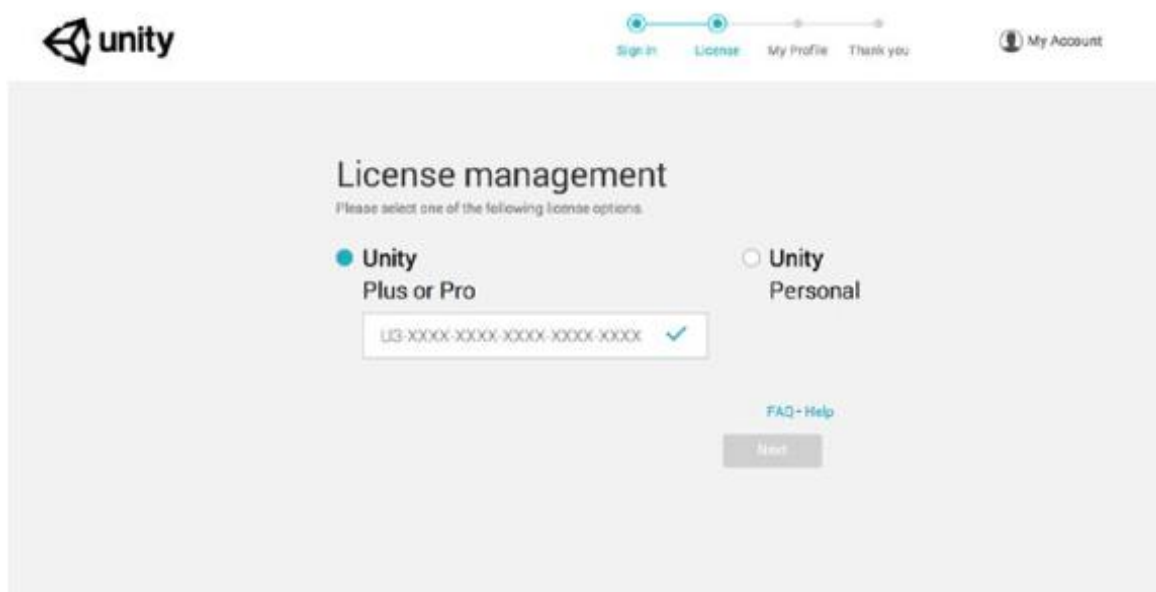 unity
Sign in License My Profile Thank you
My Account
License management
Please select one of the following license options.
Unity
Plus or Pro
Unity
Personal
U3-XXXX-XXXX-XXXX-XXXX-XXXX
FAQ - Help
Next